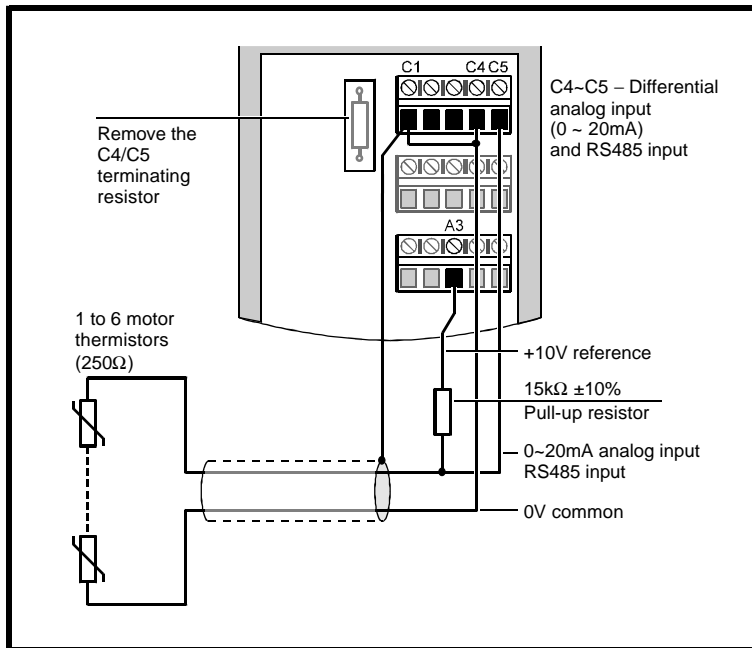 C1 C4 C5
C4~C5 – Differential
analog input
(0 ~ 20mA)
and RS485 input
Remove the
C4/C5
terminating
resistor
A3
1 to 6 motor
thermistors
(250Ω)
+10V reference
15kΩ ±10%
Pull-up resistor
0~20mA analog input
RS485 input
0V common